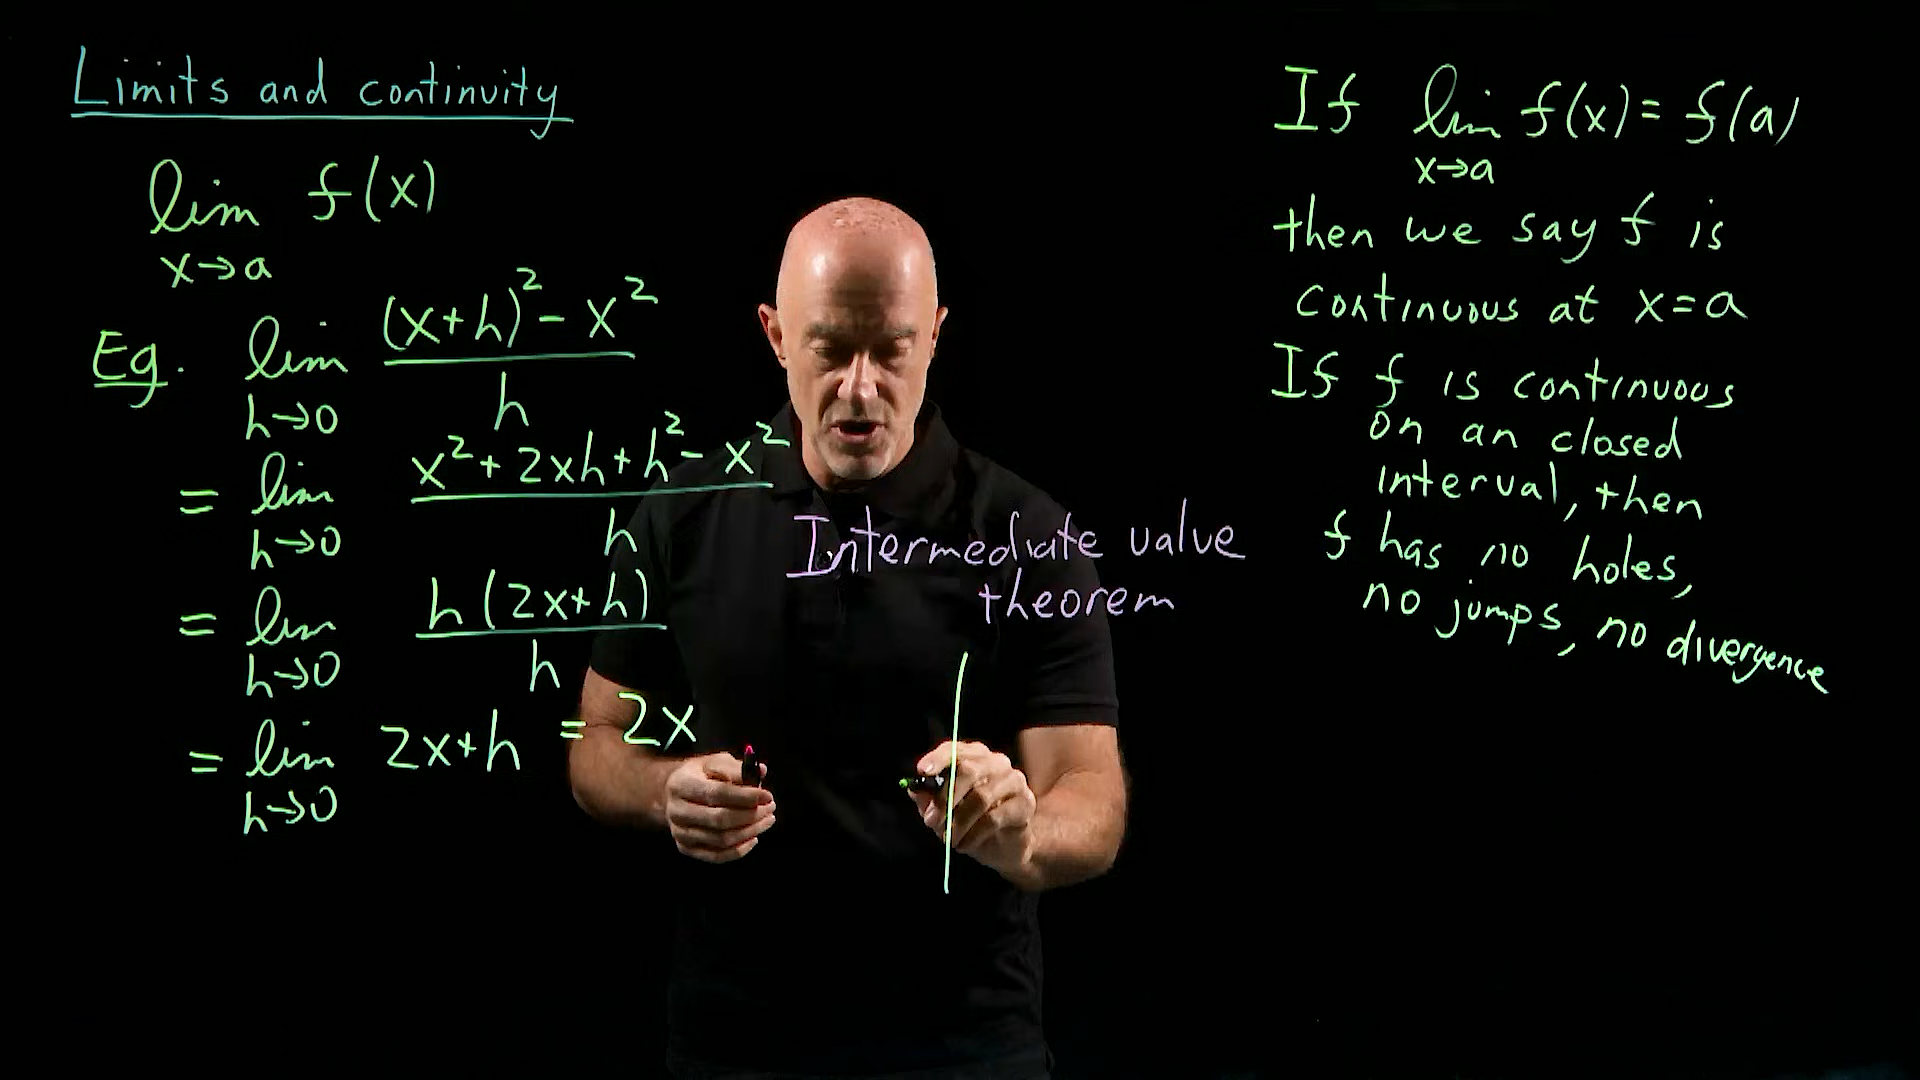 Limits and continuity
lim f(x)
x→a
Eg. lim (x+h)² - x²
h→0 h
= lim x² + 2xh + h² - x²
h→0 h
= lim h(2x+h)
h→0 h
= lim 2x+h = 2x
h→0
Intermediate value
theorem
If lim f(x) = f(a)
x→a
then we say f is
continuous at x=a
If f is continuous
on an closed
interval, then
f has no holes,
no jumps, no divergence